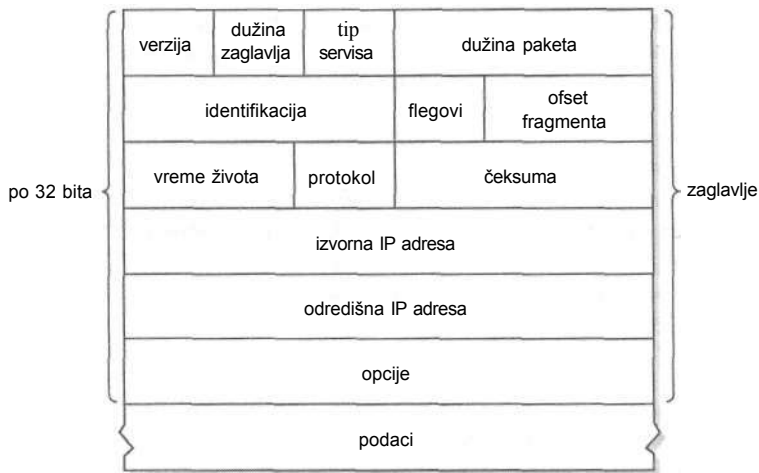 verzija
dužina
zaglavlja
tip
servisa
dužina paketa
identifikacija
flegovi
ofset
fragmenta
po 32 bita
vreme života
protokol
čeksuma
zaglavlje
izvorna IP adresa
odredišna IP adresa
opcije
podaci